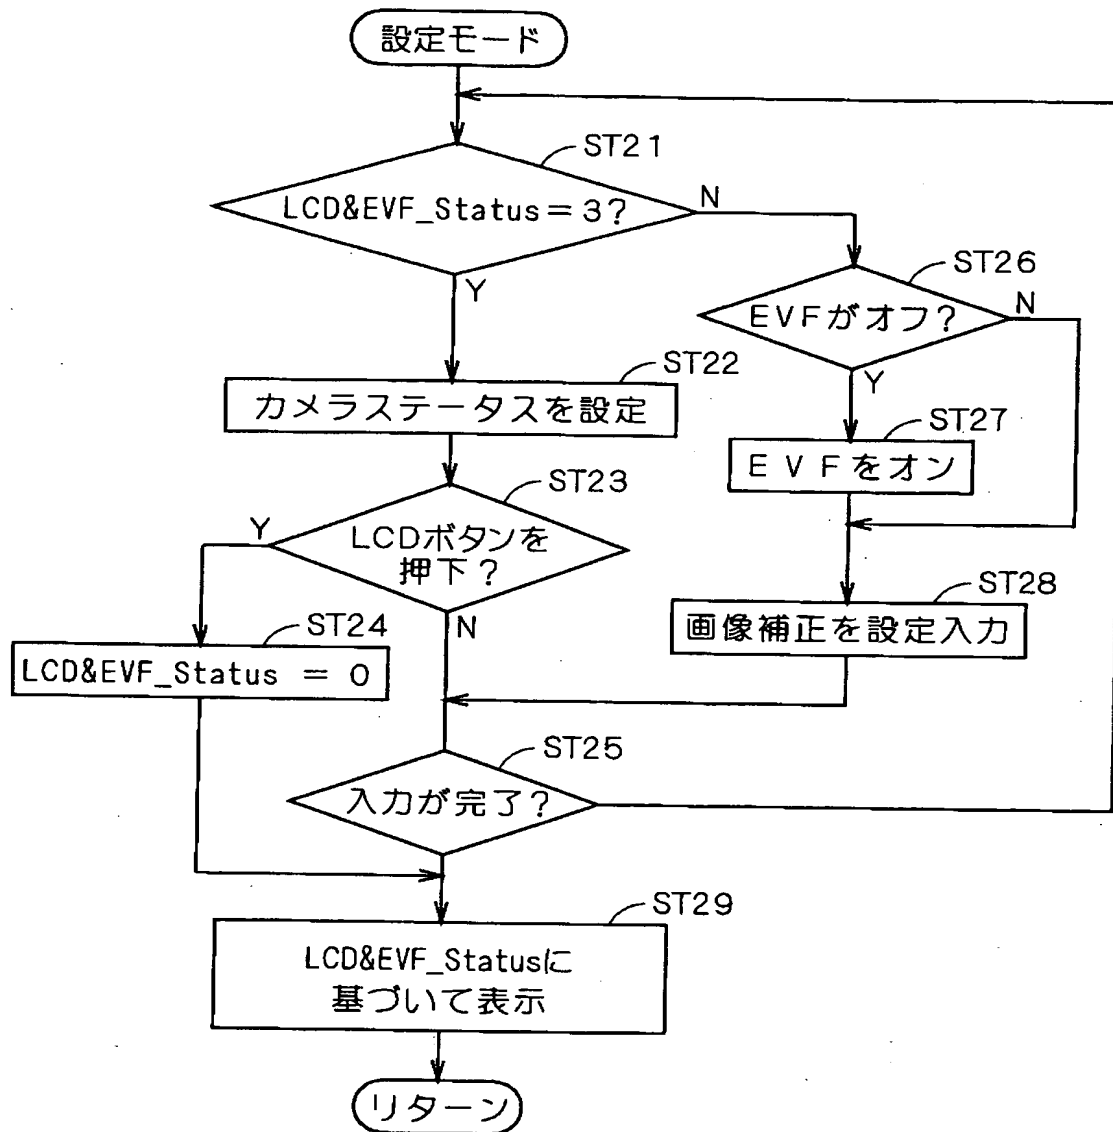 設定モード
ST21
LCD&EVF_Status=3?
N
Y
ST26
EVFがオフ?
N
Y
ST22
カメラステータスを設定
ST27
EVFをオン
ST23
Y
LCDボタンを
押下?
N
ST28
画像補正を設定入力
ST24
LCD&EVF_Status = 0
ST25
入力が完了?
ST29
LCD&EVF_Statusに
基づいて表示
リターン